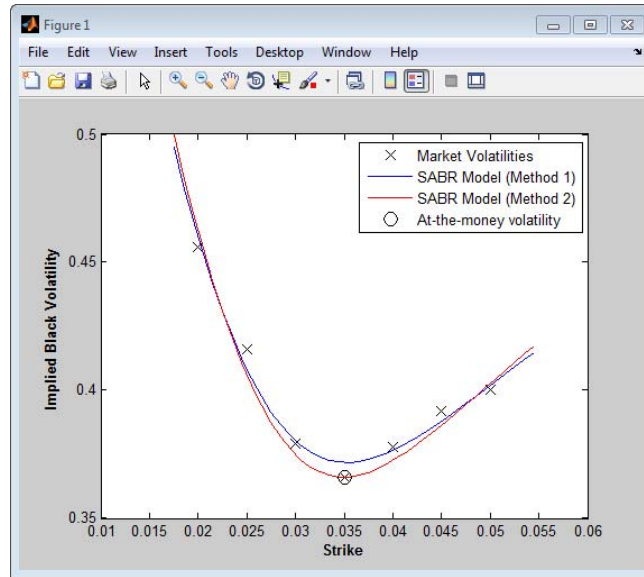 Figure 1
File Edit View Insert Tools Desktop Window Help
0.5
0.45
0.4
0.35
Implied Black Volatility
Market Volatilities
SABR Model (Method 1)
SABR Model (Method 2)
At-the-money volatility
0.01 0.015 0.02 0.025 0.03 0.035 0.04 0.045 0.05 0.055 0.06
Strike